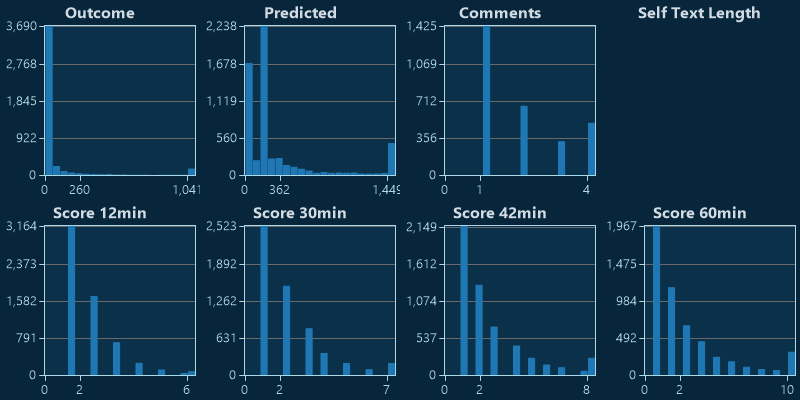 Outcome Predicted Comments Self Text Length
3,690 2,238 1,425
2,768 1,678 1,069
1,845 1,119 712
922 560 356
0 0 0
0 260 1,041 0 362 1,449 0 1 4
Score 12min Score 30min Score 42min Score 60min
3,164 2,523 2,149 1,967
2,373 1,892 1,612 1,475
1,582 1,262 1,074 984
791 631 537 492
0 0 0 0
0 2 6 0 2 7 0 2 8 0 2 10